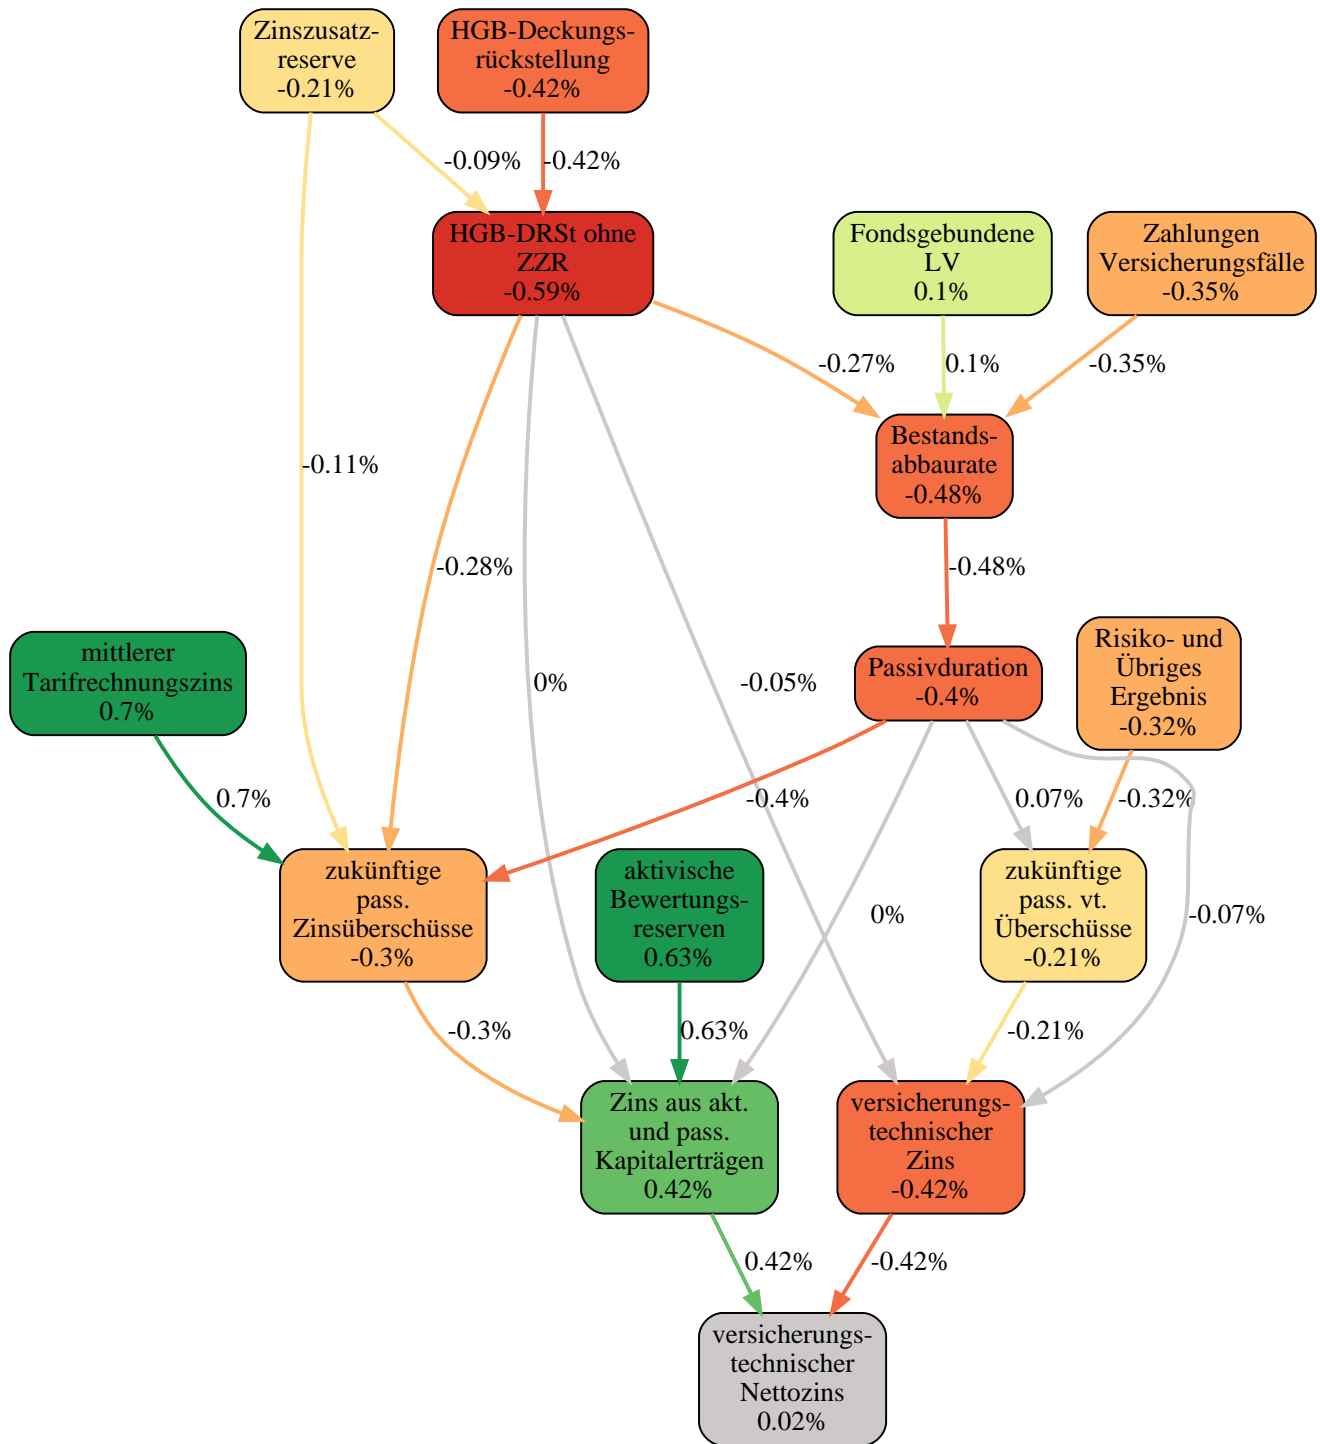 Zinszusatz-
reserve
-0.21%
HGB-Deckungs-
rückstellung
-0.42%
-0.09%
-0.42%
HGB-DRSt ohne
ZZR
-0.59%
Fondsgebundene
LV
0.1%
Zahlungen
Versicherungsfälle
-0.35%
-0.27%
0.1%
-0.35%
Bestands-
abbaurate
-0.48%
-0.11%
-0.28%
-0.48%
mittlerer
Tarifrechnungszins
0.7%
0%
-0.05%
Passivduration
-0.4%
Risiko- und
Übriges
Ergebnis
-0.32%
0.7%
-0.4%
0.07%
-0.32%
zukünftige
pass.
Zinsüberschüsse
-0.3%
aktivische
Bewertungs-
reserven
0.63%
0%
zukünftige
pass. vt.
Überschüsse
-0.21%
-0.07%
-0.3%
0.63%
-0.21%
Zins aus akt.
und pass.
Kapitalerträgen
0.42%
versicherungs-
technischer
Zins
-0.42%
0.42%
-0.42%
versicherungs-
technischer
Nettozins
0.02%